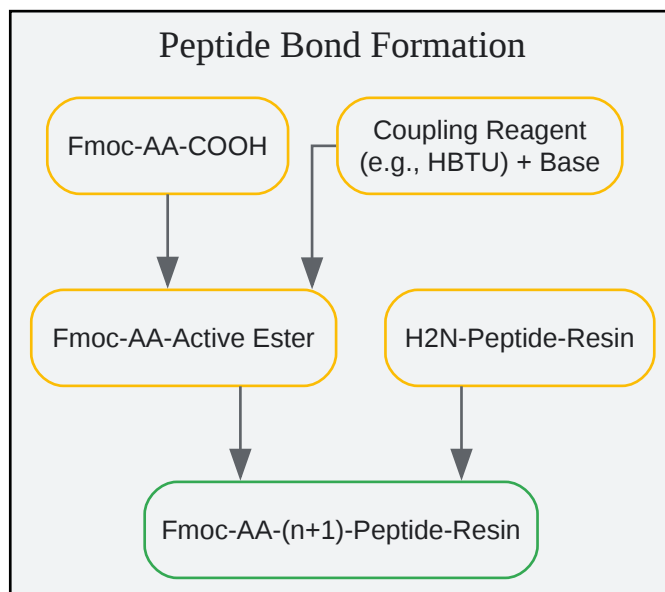 Peptide Bond Formation
Fmoc-AA-COOH
Coupling Reagent
(e.g., HBTU) + Base
Fmoc-AA-Active Ester
H2N-Peptide-Resin
Fmoc-AA-(n+1)-Peptide-Resin